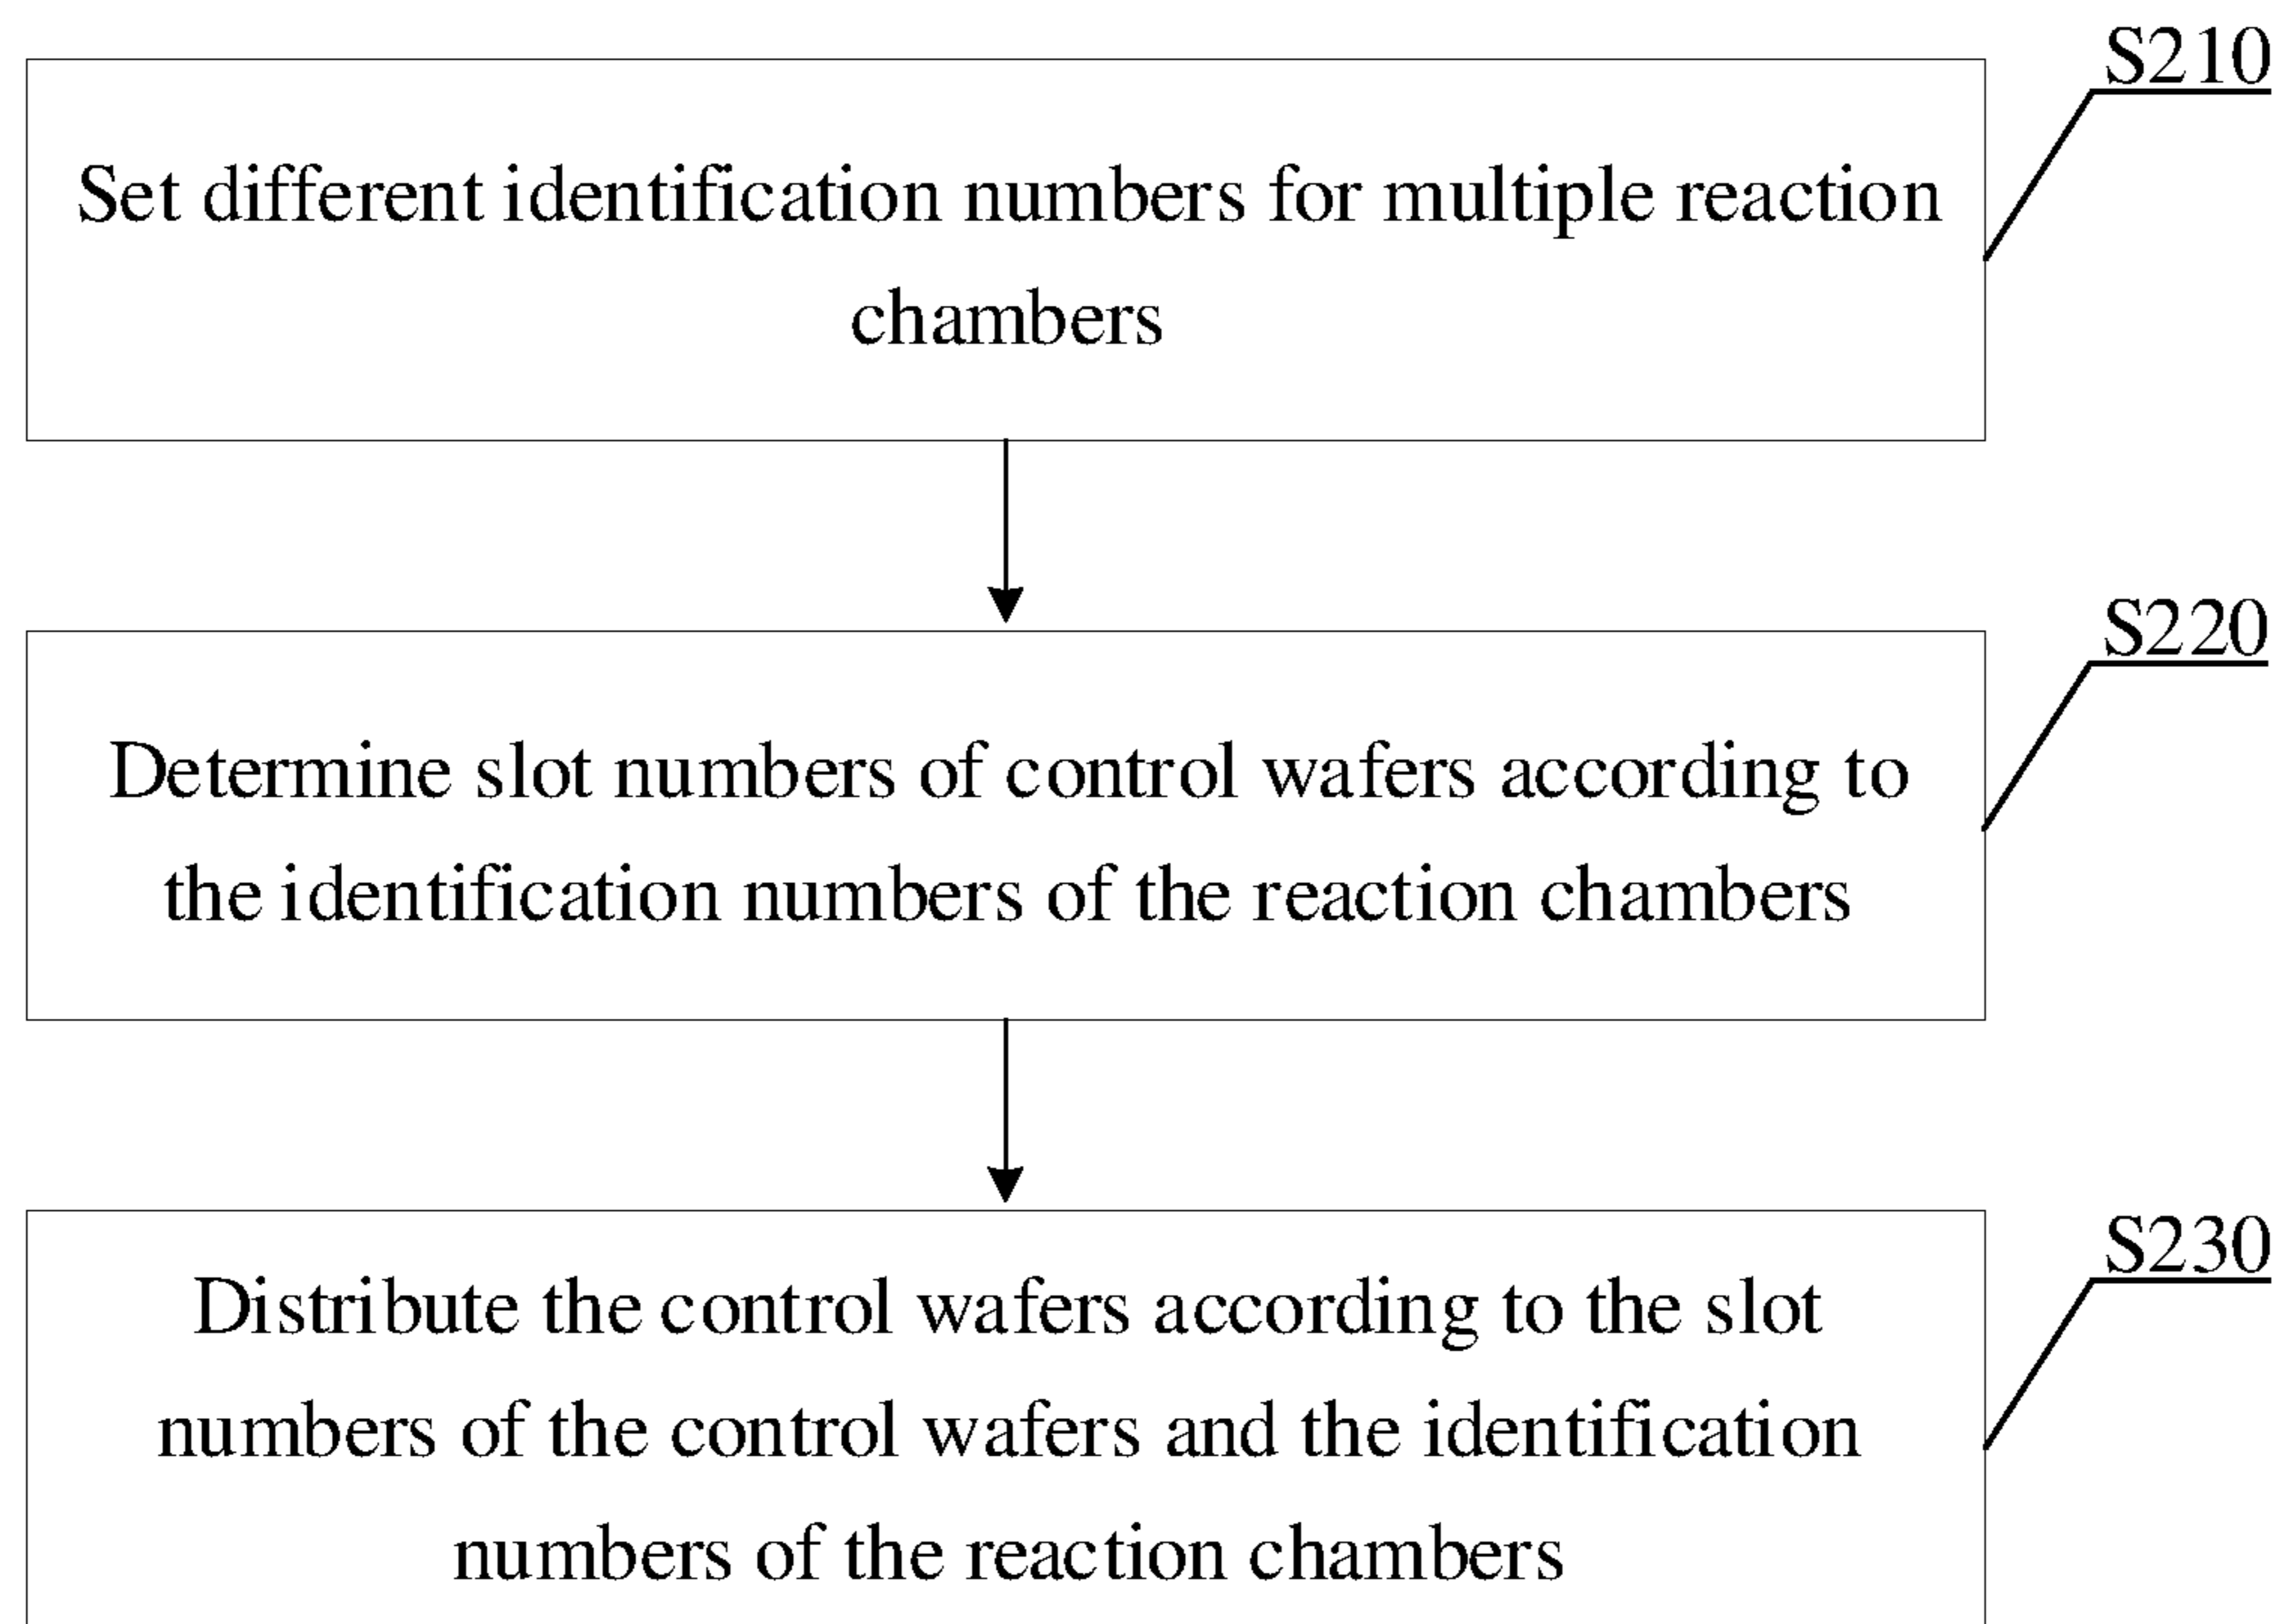 S210
Set different identification numbers for multiple reaction
chambers
S220
Determine slot numbers of control wafers according to
the identification numbers of the reaction chambers
S230
Distribute the control wafers according to the slot
numbers of the control wafers and the identification
numbers of the reaction chambers